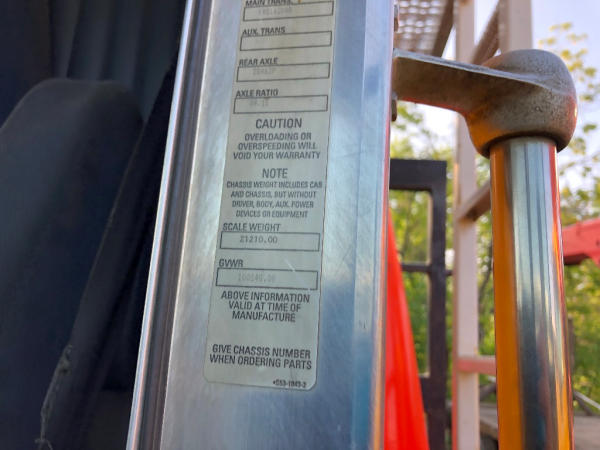 MAIN TRANS.
AUX. TRANS
REAR AXLE
AXLE RATIO
CAUTION
OVERLOADING OR
OVERSPEEDING WILL
VOID YOUR WARRANTY
NOTE
CHASSIS WEIGHT INCLUDES CAB
AND CHASSIS, BUT WITHOUT
DRIVER, BODY, AUX. POWER
DEVICES OR EQUIPMENT
SCALE WEIGHT
21210.00
GVWR
ABOVE INFORMATION
VALID AT TIME OF
MANUFACTURE
GIVE CHASSIS NUMBER
WHEN ORDERING PARTS